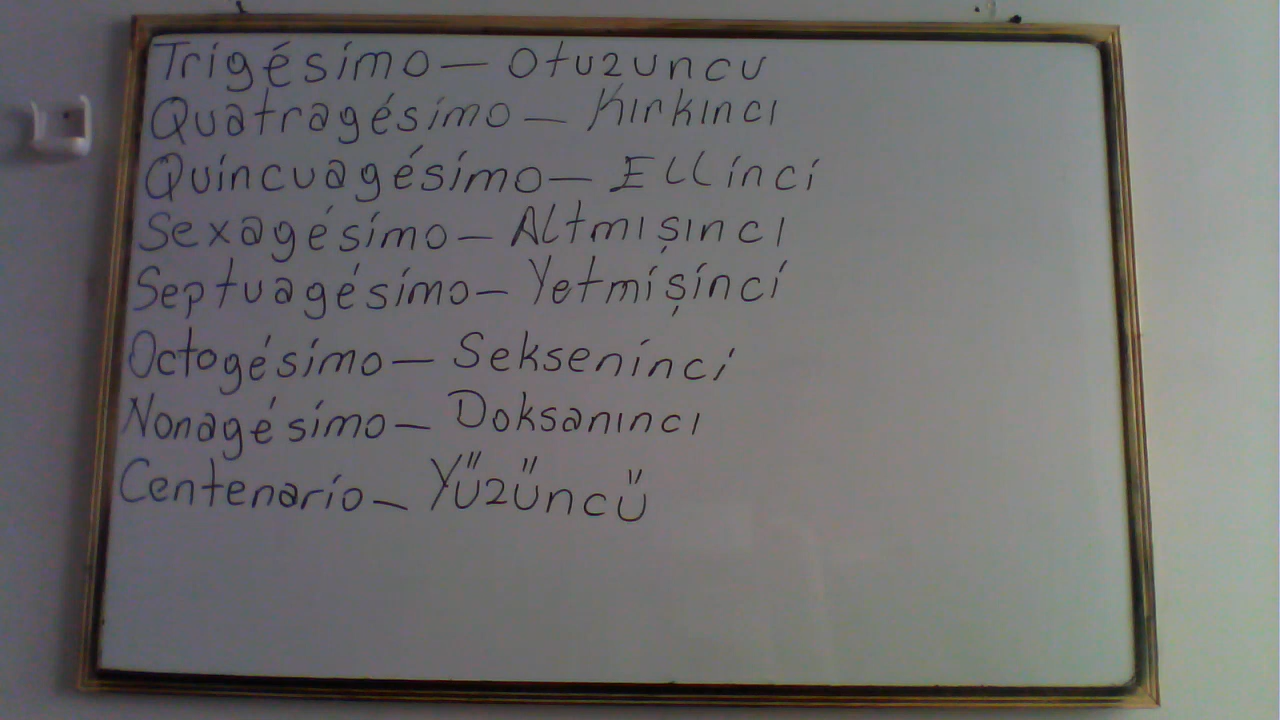 Trigésimo — Otuzuncu
Quatragésimo — Kırkıncı
Quincuagésimo — Ellinci
Sexagésimo — Altmışıncı
Septuagésimo — Yetmişinci
Octogésimo — Sekseninci
Nonagésimo — Doksanıncı
Centenario — Yüzüncü